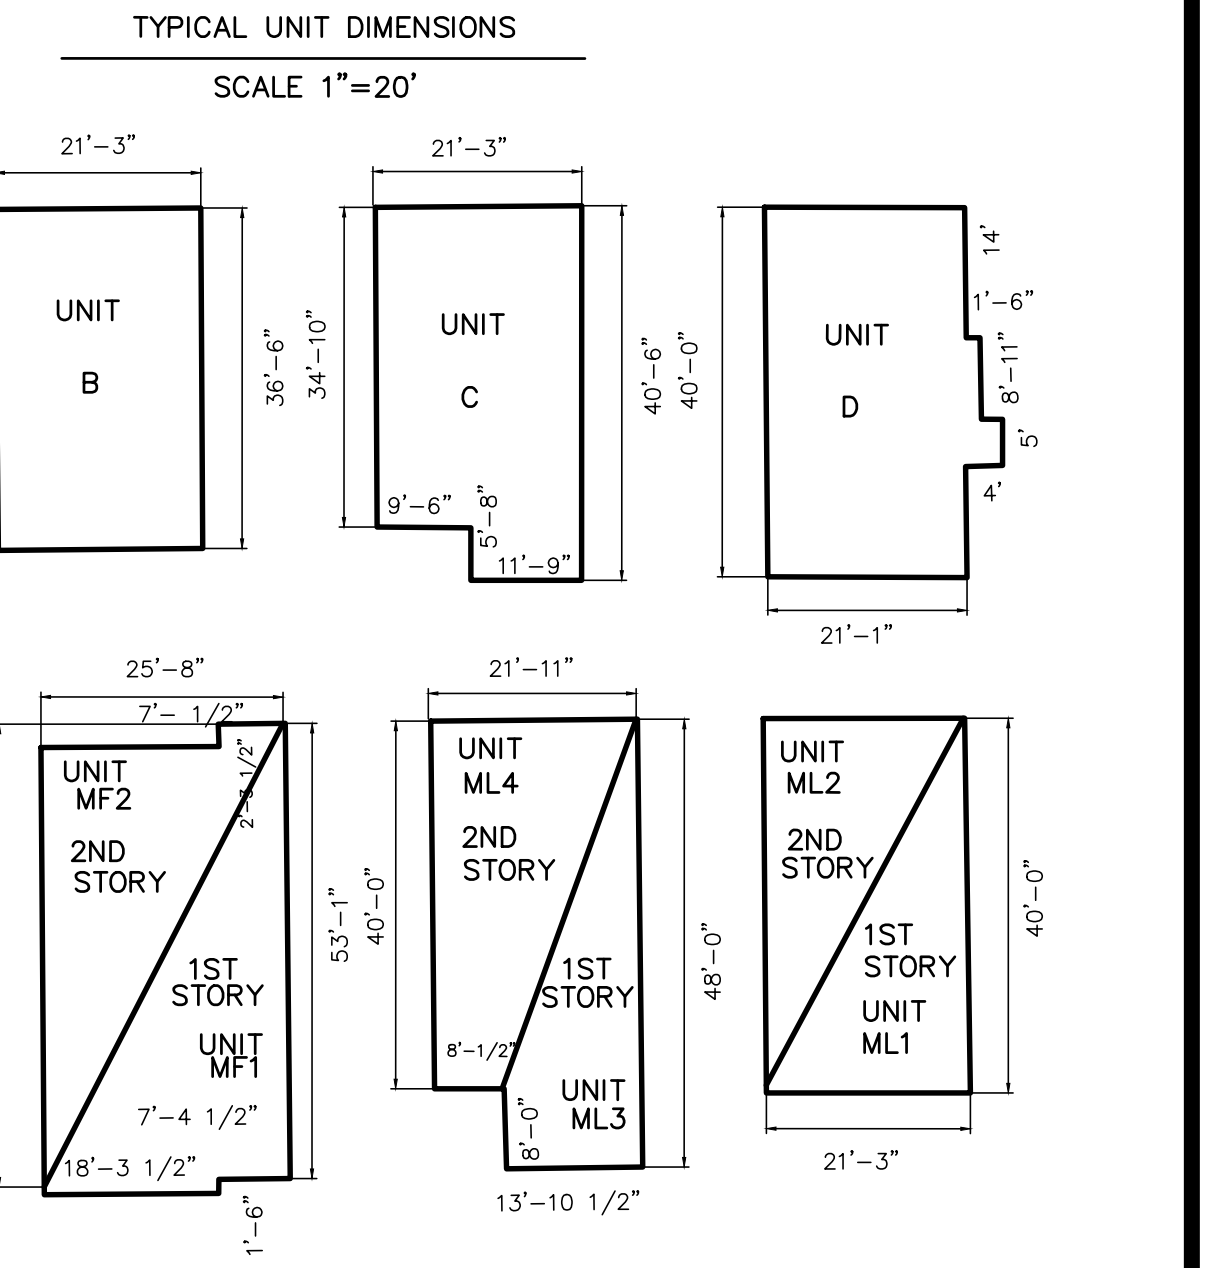 TYPICAL UNIT DIMENSIONS
SCALE 1"=20'
21'-3"
UNIT
B
36'-6"
21'-3"
34'-10"
UNIT
C
40'-6"
9'-6"
5'-8"
11'-9"
40'-0"
UNIT
D
14'
1'-6"
8'-11"
5'
4'
21'-1"
25'-8"
7'- 1/2"
2'-3 1/2"
UNIT
MF2
2ND
STORY
1ST
STORY
UNIT
MF1
7'-4 1/2"
18'-3 1/2"
1'-6"
53'-1"
21'-11"
40'-0"
UNIT
ML4
2ND
STORY
1ST
STORY
8'-1/2"
UNIT
ML3
8'-0"
13'-10 1/2"
48'-0"
UNIT
ML2
2ND
STORY
1ST
STORY
UNIT
ML1
40'-0"
21'-3"